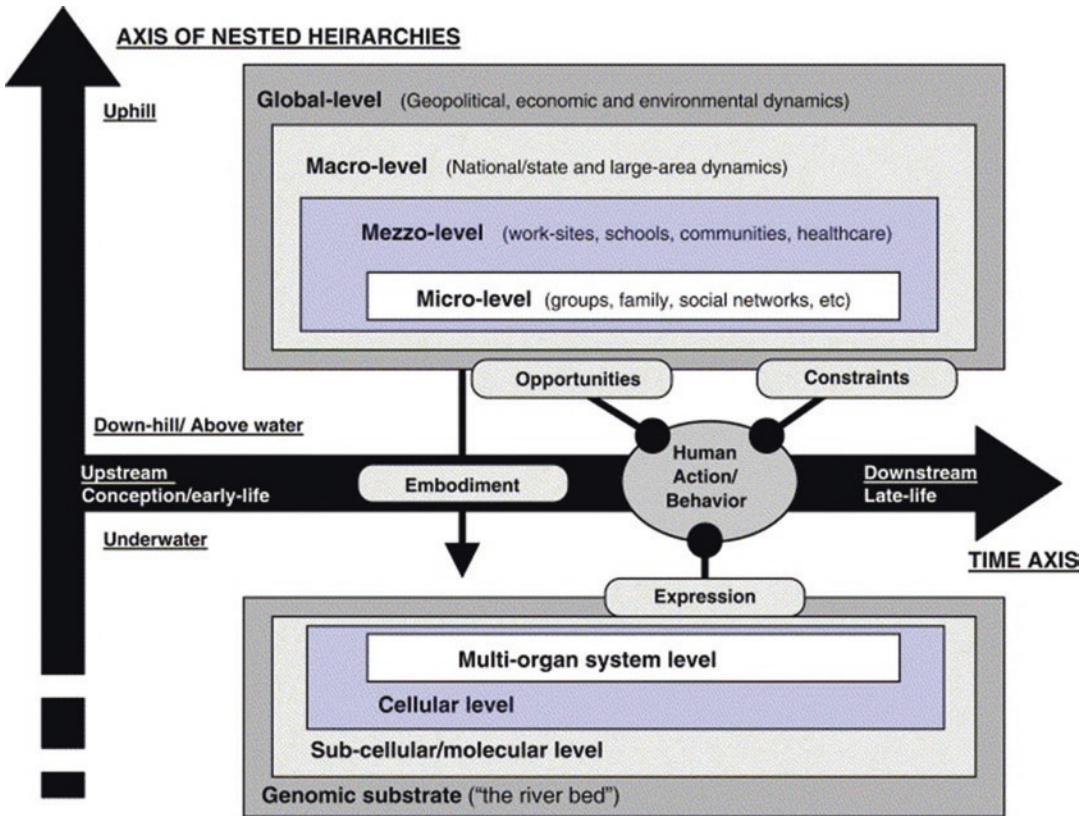 AXIS OF NESTED HEIRARCHIES
Uphill
Global-level (Geopolitical, economic and environmental dynamics)
Macro-level (National/state and large-area dynamics)
Mezzo-level (work-sites, schools, communities, healthcare)
Micro-level (groups, family, social networks, etc)
Opportunities
Constraints
Down-hill/ Above water
Upstream
Conception/early-life
Embodiment
Human
Action/
Behavior
Downstream
Late-life
Underwater
TIME AXIS
Expression
Multi-organ system level
Cellular level
Sub-cellular/molecular level
Genomic substrate (“the river bed”)